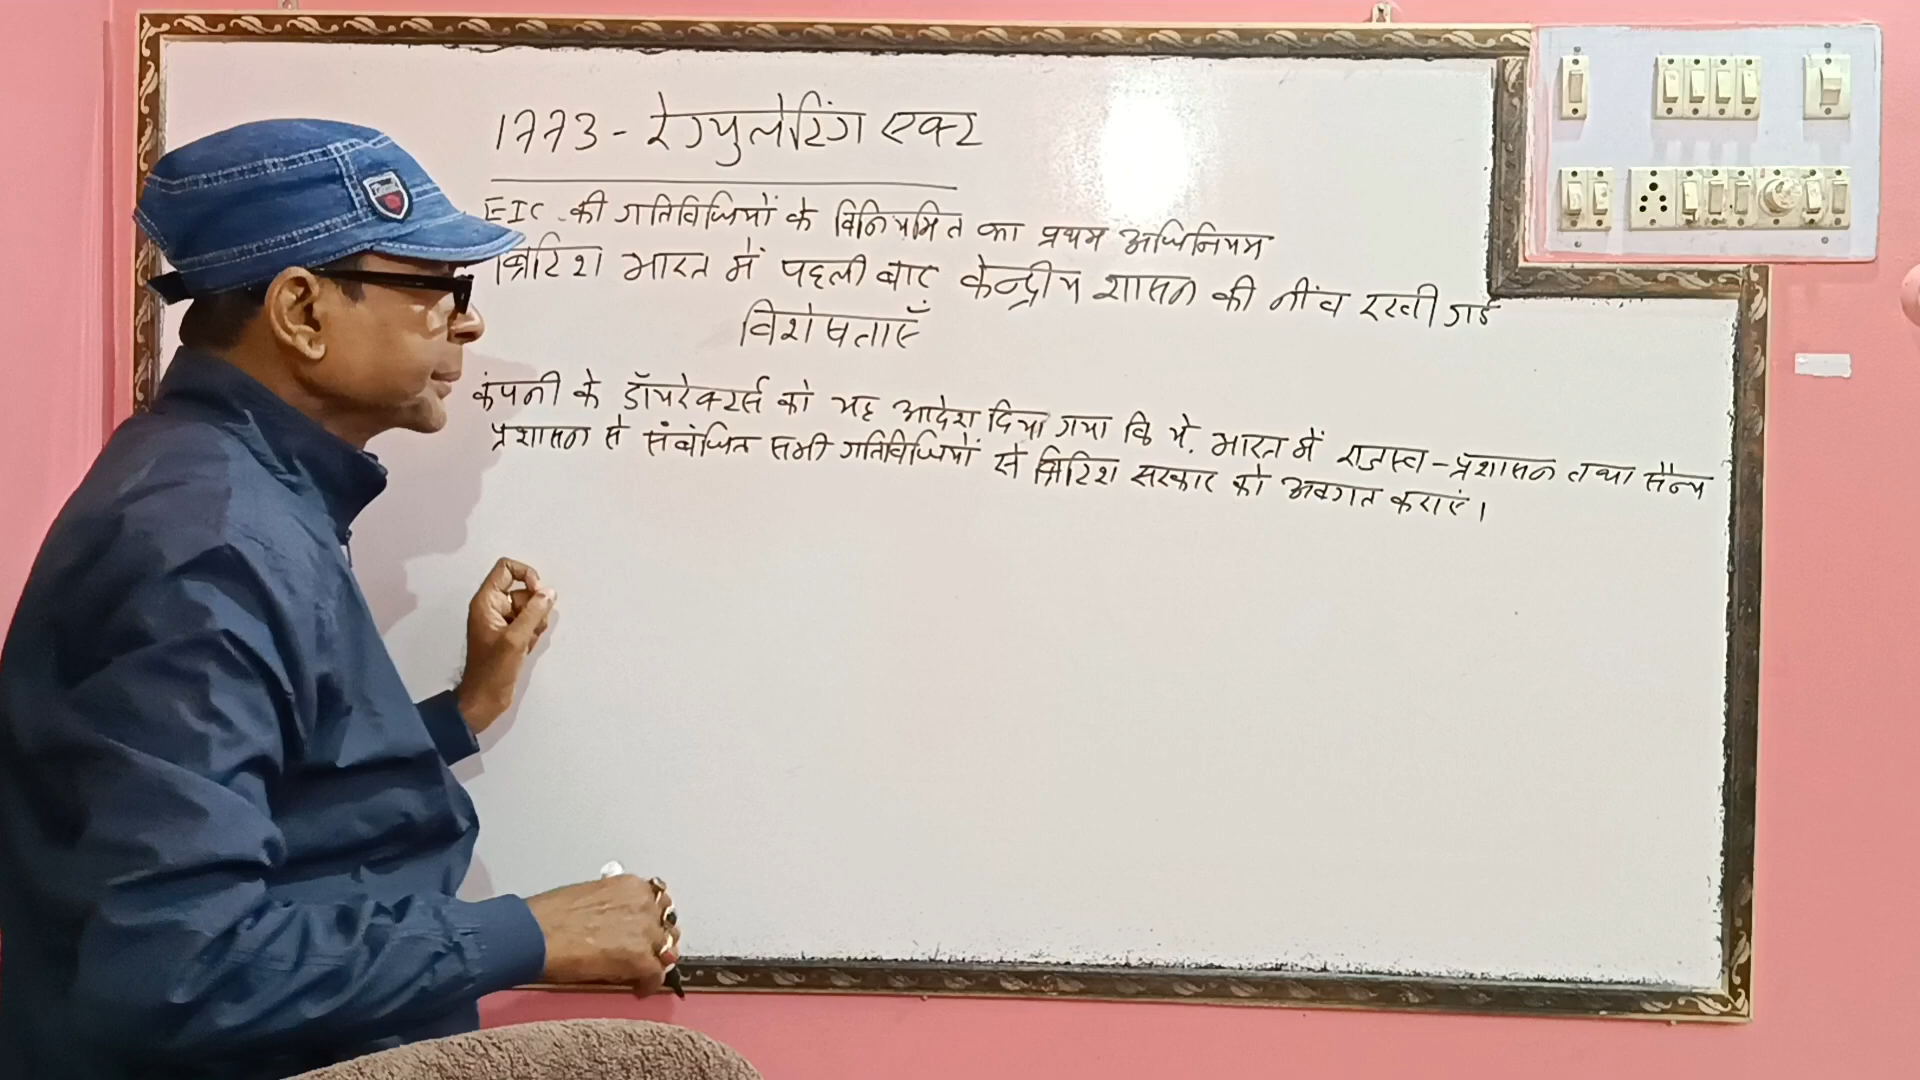 1773 - रेग्युलेटिंग एक्ट
EIC की गतिविधियों के विनियमित का प्रथम अधिनियम
ब्रिटिश भारत में पहली बार केन्द्रीय शासन की नींव रखी गई
विशेषताएँ
कंपनी के डॉयरेक्टर्स को यह आदेश दिया गया कि वे. भारत में राजस्व - प्रशासन तथा सैन्य
प्रशासन से संबंधित सभी गतिविधियों से ब्रिटिश सरकार को अवगत कराएं।